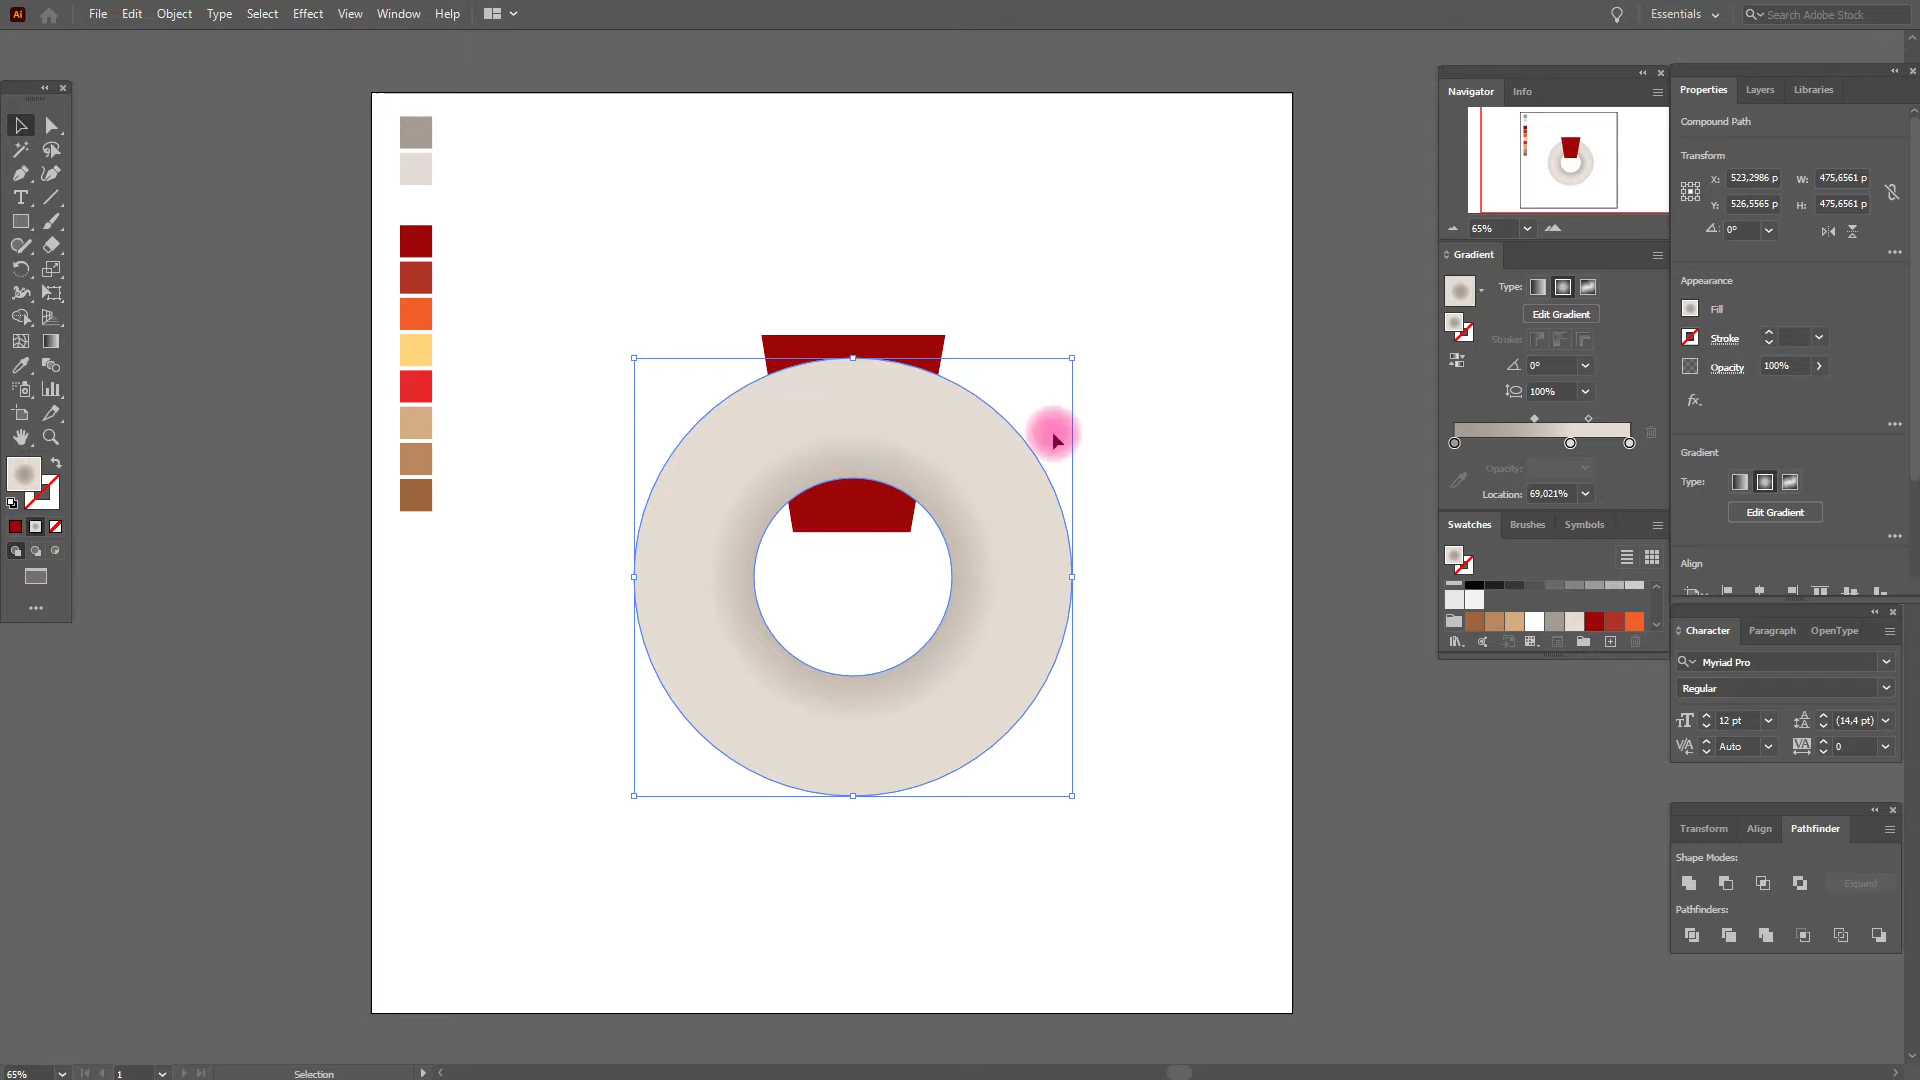 Ai File Edit Object Type Select Effect View Window Help Essentials Search Adobe Stock
Navigator Info
65%
Gradient
Type:
Edit Gradient
Stroke:
0°
100%
Opacity:
Location: 69,021%
Swatches Brushes Symbols
Properties Layers Libraries
Compound Path
Transform
X: 523,2986 p W: 475,6561 p
Y: 526,5565 p H: 475,6561 p
0°
Appearance
Fill
Stroke
Opacity 100%
fx.
Gradient
Type:
Edit Gradient
Align
Character Paragraph OpenType
Myriad Pro
Regular
12 pt (14,4 pt)
Auto 0
Transform Align Pathfinder
Shape Modes:
Expand
Pathfinders:
65% 1 Selection